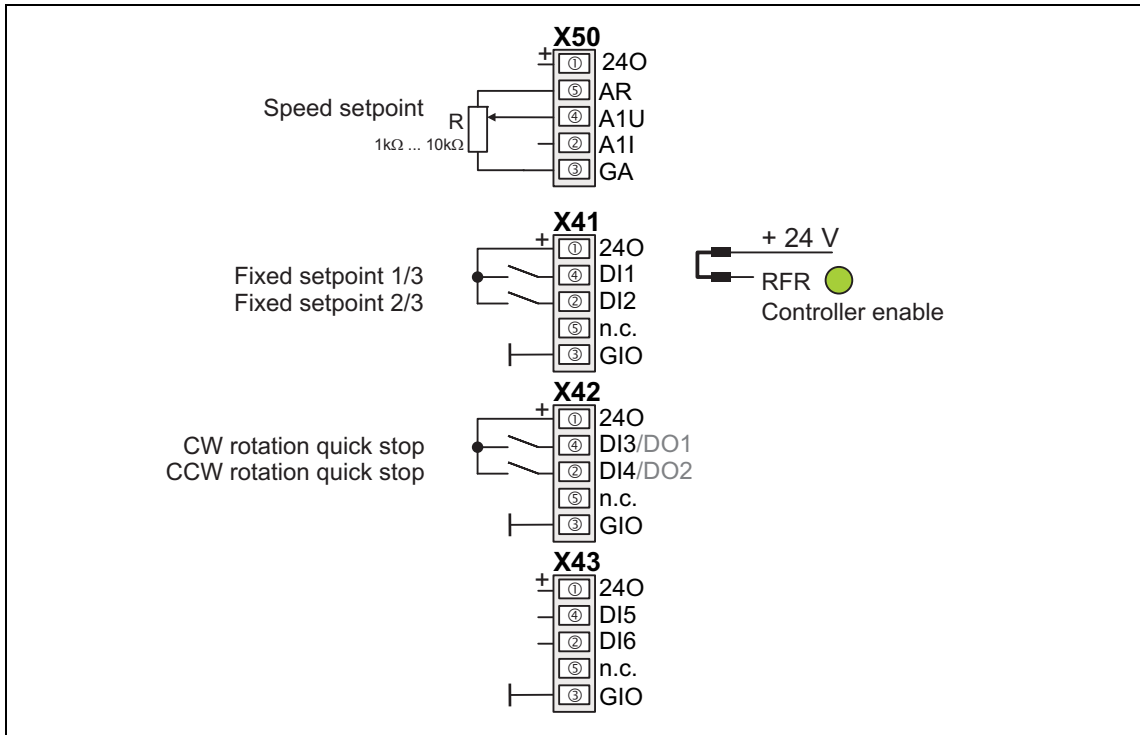 X50
+ ① 24O
⑤ AR
Speed setpoint
R ④ A1U
1kΩ ... 10kΩ
② A1I
③ GA
X41
+ ① 24O
Fixed setpoint 1/3 ④ DI1
Fixed setpoint 2/3 ② DI2
⑤ n.c.
③ GIO
+ 24 V
RFR
Controller enable
X42
+ ① 24O
CW rotation quick stop ④ DI3/DO1
CCW rotation quick stop ② DI4/DO2
⑤ n.c.
③ GIO
X43
+ ① 24O
④ DI5
② DI6
⑤ n.c.
③ GIO